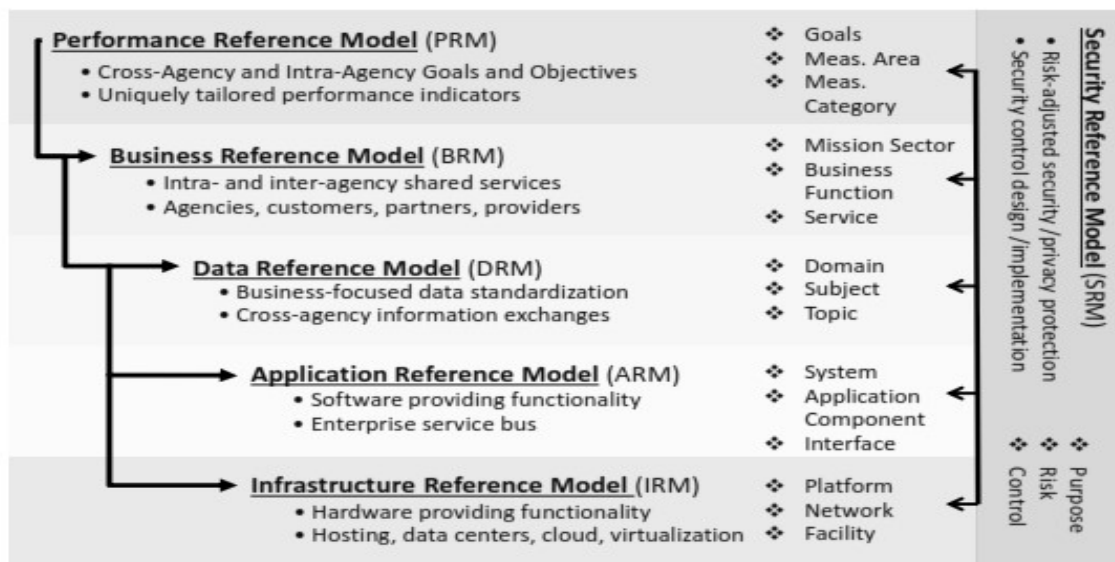 Performance Reference Model (PRM)
• Cross-Agency and Intra-Agency Goals and Objectives
• Uniquely tailored performance indicators
❖ Goals
❖ Meas. Area
❖ Meas.
Category
Business Reference Model (BRM)
• Intra- and inter-agency shared services
• Agencies, customers, partners, providers
❖ Mission Sector
❖ Business
Function
❖ Service
Data Reference Model (DRM)
• Business-focused data standardization
• Cross-agency information exchanges
❖ Domain
❖ Subject
❖ Topic
Application Reference Model (ARM)
• Software providing functionality
• Enterprise service bus
❖ System
❖ Application
Component
❖ Interface
Infrastructure Reference Model (IRM)
• Hardware providing functionality
• Hosting, data centers, cloud, virtualization
❖ Platform
❖ Network
❖ Facility
Security Reference Model (SRM)
• Risk-adjusted security /privacy protection
• Security control design /implementation
❖ Purpose
❖ Risk
❖ Control